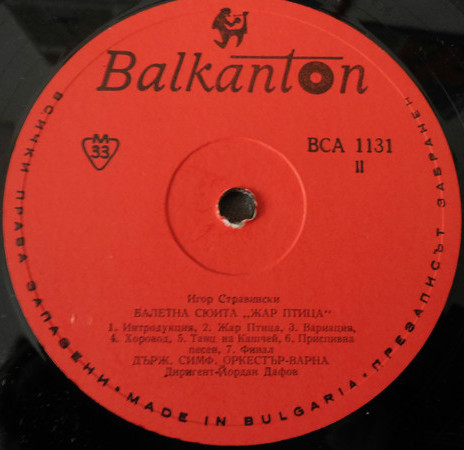 Balkanton
M
33
ВСА 1131
II
Игор Стравински
БАЛЕТНА СЮИТА „ЖАР ПТИЦА“
1. Интродукция, 2. Жар Птица, 3. Вариация,
4. Хоровод, 5. Танц на Кашчей, 6. Приспивна
песен, 7. Финал
ДЪРЖ. СИМФ. ОРКЕСТЪР-ВАРНА
Диригент-Йордан Дафов
ВСИЧКИ ПРАВА ЗАПАЗЕНИ • MADE IN BULGARIA • ПРЕЗАПИСЪТ ЗАБРАНЕН